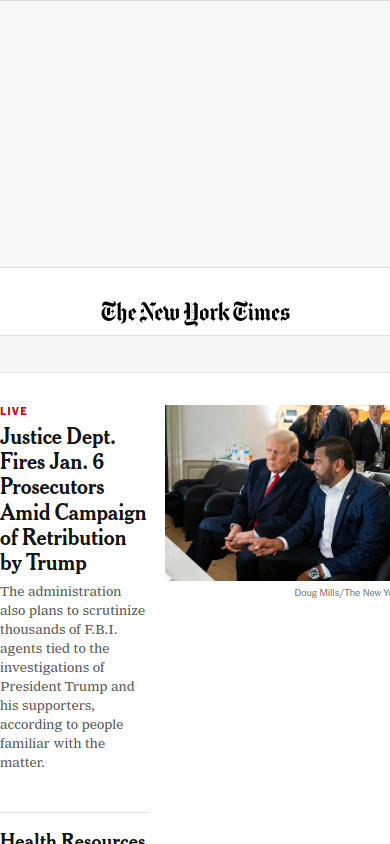 The New York Times
LIVE
Justice Dept.
Fires Jan. 6
Prosecutors
Amid Campaign
of Retribution
by Trump
The administration
also plans to scrutinize
thousands of F.B.I.
agents tied to the
investigations of
President Trump and
his supporters,
according to people
familiar with the
matter.
Doug Mills/The New Yo
Health Resources